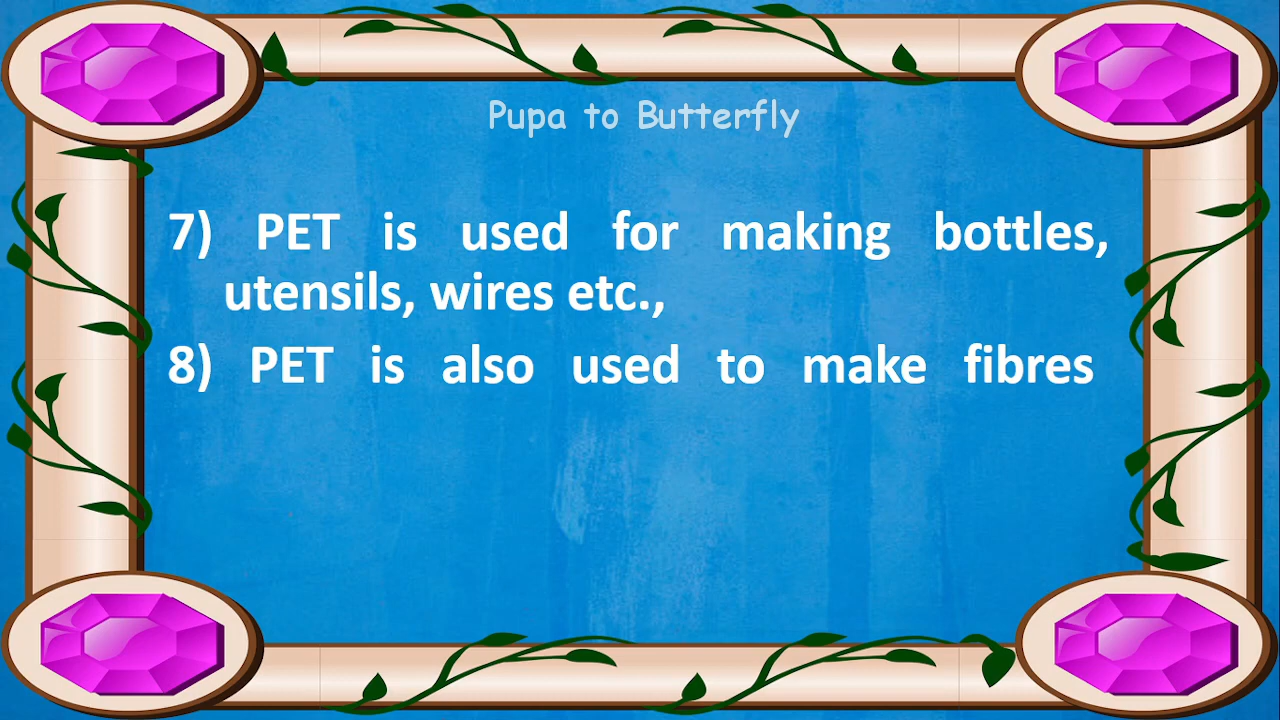 Pupa to Butterfly
7) PET is used for making bottles,
utensils, wires etc.,
8) PET is also used to make fibres